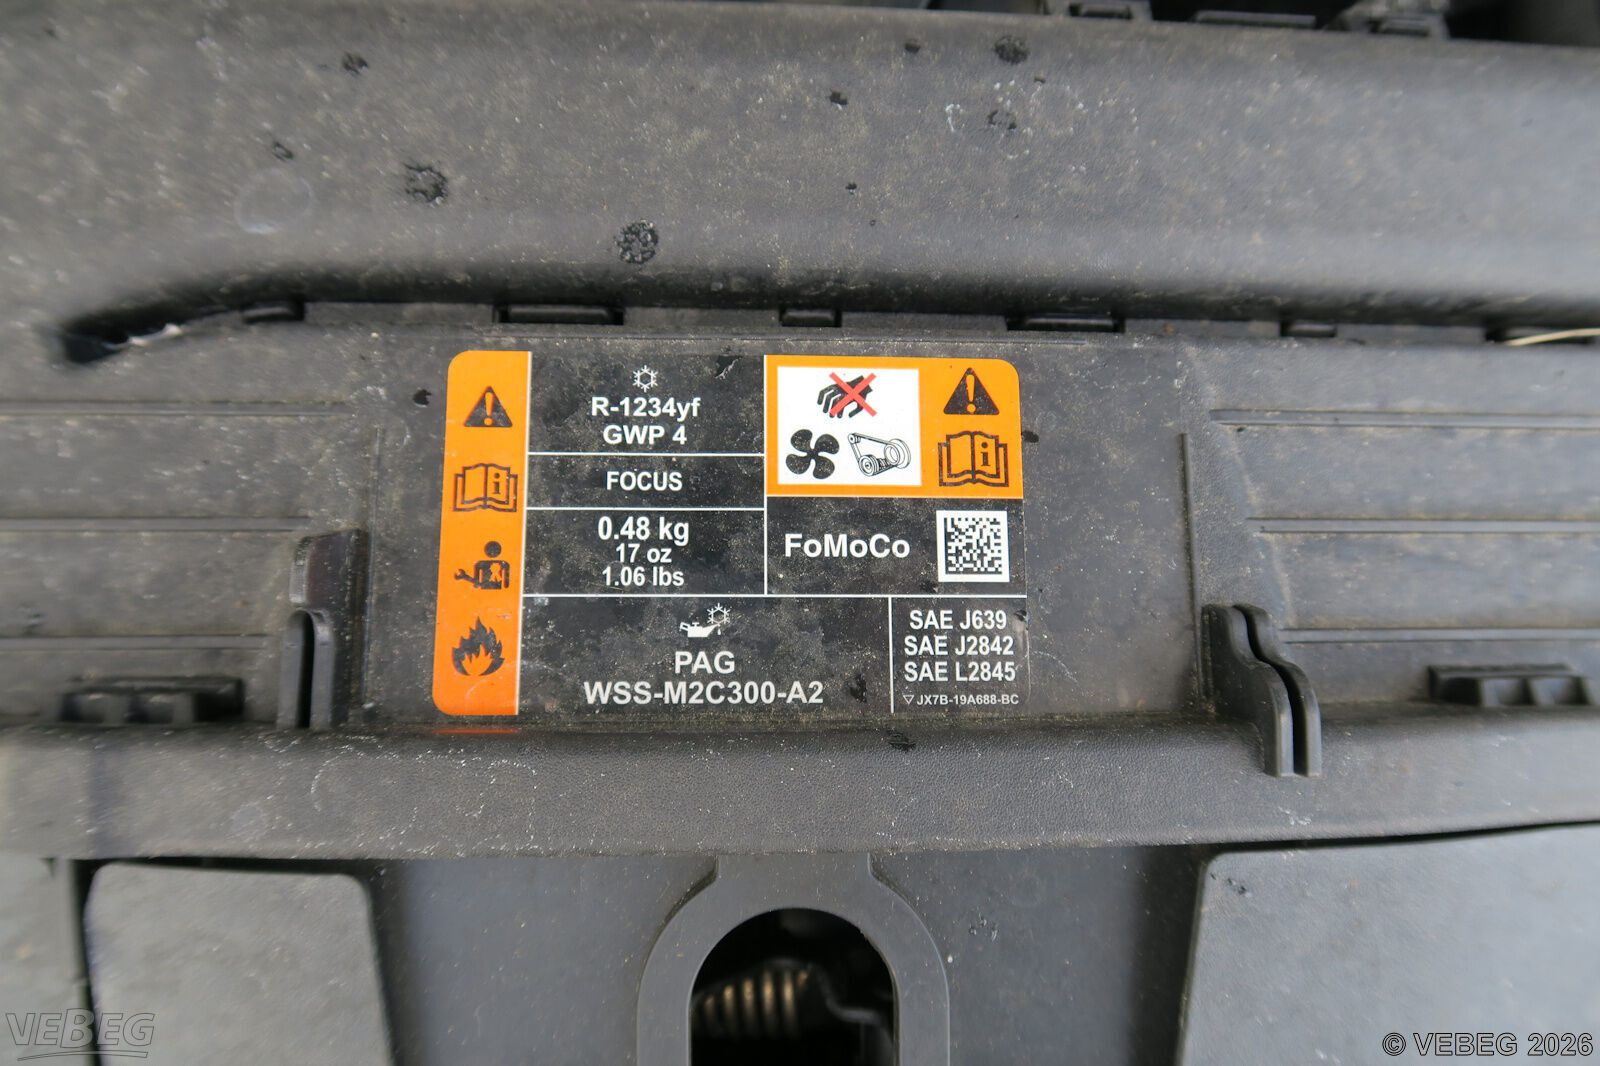 R-1234yf
GWP 4
FOCUS
0.48 kg
17 oz
1.06 lbs
FoMoCo
PAG
WSS-M2C300-A2
SAE J639
SAE J2842
SAE L2845
JX7B-19A688-BC
VEBEG
© VEBEG 2026